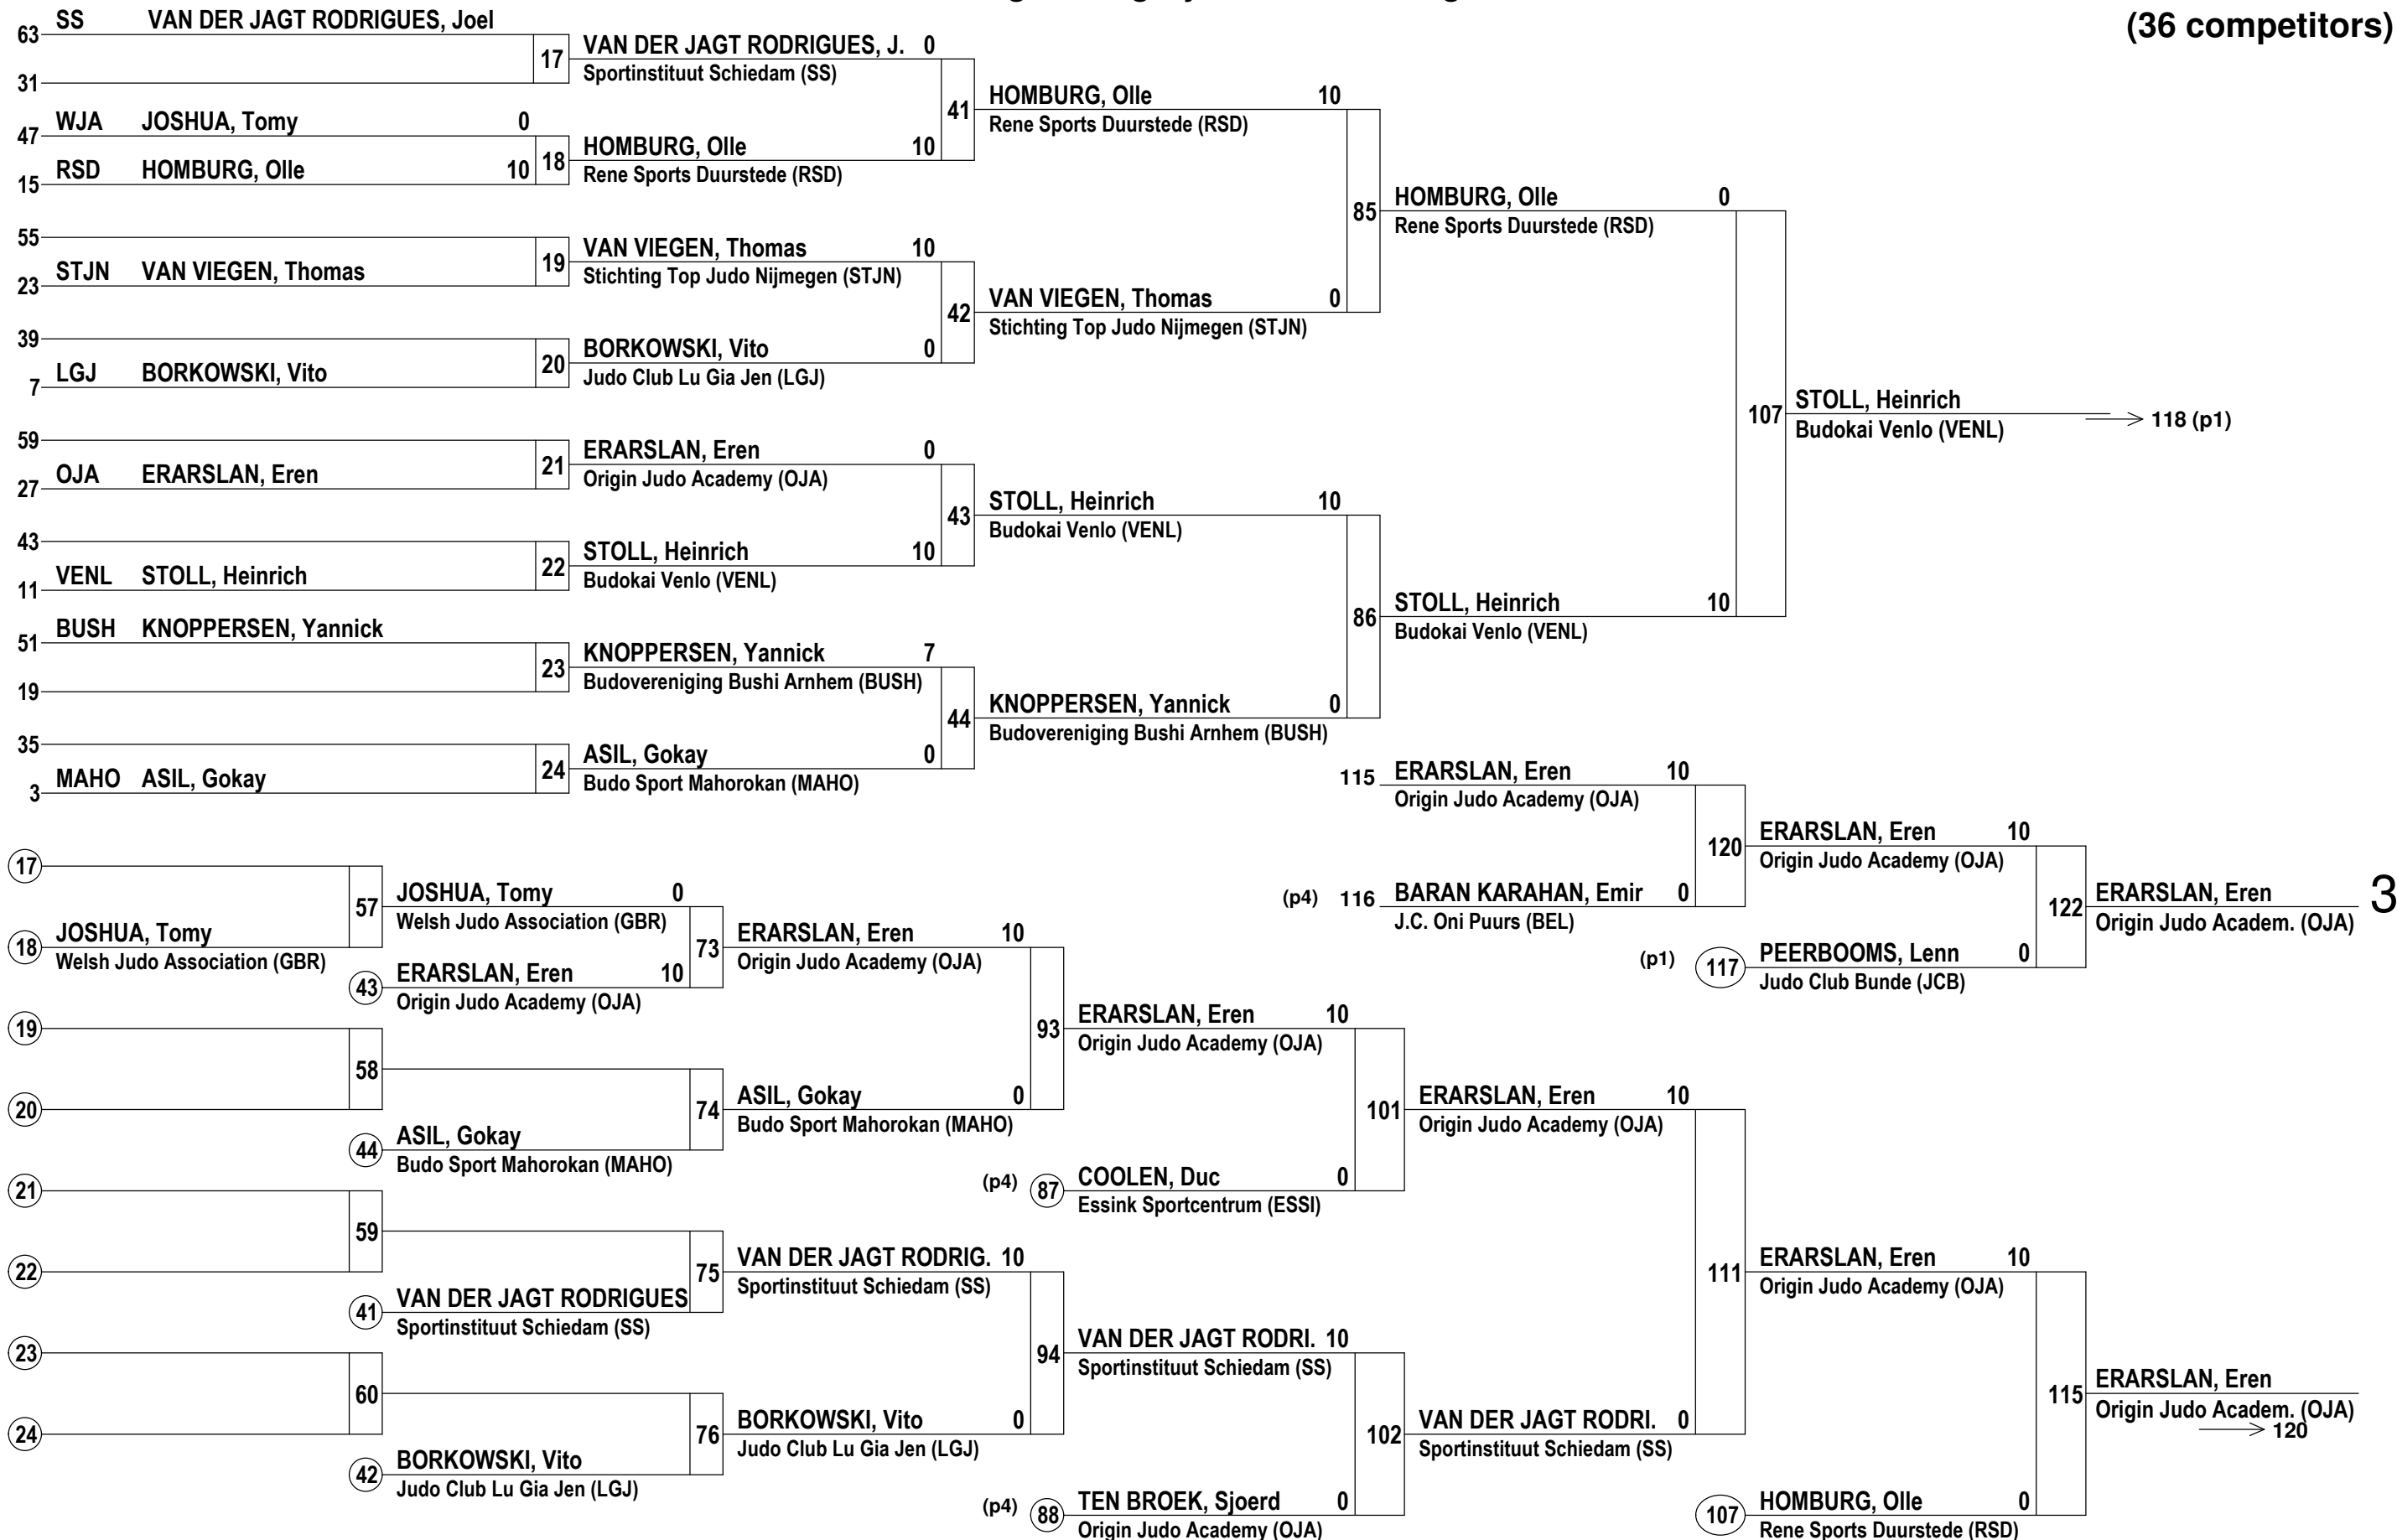 (36 competitors)
63 SS VAN DER JAGT RODRIGUES, Joel
31
17 VAN DER JAGT RODRIGUES, J. 0
Sportinstituut Schiedam (SS)
47 WJA JOSHUA, Tomy 0
15 RSD HOMBURG, Olle 10
18 HOMBURG, Olle 10
Rene Sports Duurstede (RSD)
41 HOMBURG, Olle 10
Rene Sports Duurstede (RSD)
55
23 STJN VAN VIEGEN, Thomas
19 VAN VIEGEN, Thomas 10
Stichting Top Judo Nijmegen (STJN)
39
7 LGJ BORKOWSKI, Vito
20 BORKOWSKI, Vito 0
Judo Club Lu Gia Jen (LGJ)
42 VAN VIEGEN, Thomas 0
Stichting Top Judo Nijmegen (STJN)
85 HOMBURG, Olle 0
Rene Sports Duurstede (RSD)
59
27 OJA ERARSLAN, Eren
21 ERARSLAN, Eren 0
Origin Judo Academy (OJA)
43
11 VENL STOLL, Heinrich
22 STOLL, Heinrich 10
Budokai Venlo (VENL)
43 STOLL, Heinrich 10
Budokai Venlo (VENL)
51 BUSH KNOPPERSEN, Yannick
19
23 KNOPPERSEN, Yannick 7
Budovereniging Bushi Arnhem (BUSH)
35
3 MAHO ASIL, Gokay
24 ASIL, Gokay 0
Budo Sport Mahorokan (MAHO)
44 KNOPPERSEN, Yannick 0
Budovereniging Bushi Arnhem (BUSH)
86 STOLL, Heinrich 10
Budokai Venlo (VENL)
107 STOLL, Heinrich
Budokai Venlo (VENL)
118 (p1)
115 ERARSLAN, Eren 10
Origin Judo Academy (OJA)
(p4) 116 BARAN KARAHAN, Emir 0
J.C. Oni Puurs (BEL)
120 ERARSLAN, Eren 10
Origin Judo Academy (OJA)
(p1) 117 PEERBOOMS, Lenn 0
Judo Club Bunde (JCB)
122 ERARSLAN, Eren
Origin Judo Academ. (OJA)
3
17
18 JOSHUA, Tomy
Welsh Judo Association (GBR)
57 JOSHUA, Tomy 0
Welsh Judo Association (GBR)
43 ERARSLAN, Eren 10
Origin Judo Academy (OJA)
73 ERARSLAN, Eren 10
Origin Judo Academy (OJA)
19
20
58
44 ASIL, Gokay
Budo Sport Mahorokan (MAHO)
74 ASIL, Gokay 0
Budo Sport Mahorokan (MAHO)
93 ERARSLAN, Eren 10
Origin Judo Academy (OJA)
(p4) 87 COOLEN, Duc 0
Essink Sportcentrum (ESSI)
101 ERARSLAN, Eren 10
Origin Judo Academy (OJA)
21
22
59
41 VAN DER JAGT RODRIGUES
Sportinstituut Schiedam (SS)
75 VAN DER JAGT RODRIG. 10
Sportinstituut Schiedam (SS)
23
24
60
42 BORKOWSKI, Vito
Judo Club Lu Gia Jen (LGJ)
76 BORKOWSKI, Vito 0
Judo Club Lu Gia Jen (LGJ)
94 VAN DER JAGT RODRI. 10
Sportinstituut Schiedam (SS)
(p4) 88 TEN BROEK, Sjoerd 0
Origin Judo Academy (OJA)
102 VAN DER JAGT RODRI. 0
Sportinstituut Schiedam (SS)
111 ERARSLAN, Eren 10
Origin Judo Academy (OJA)
107 HOMBURG, Olle 0
Rene Sports Duurstede (RSD)
115 ERARSLAN, Eren
Origin Judo Academ. (OJA)
120